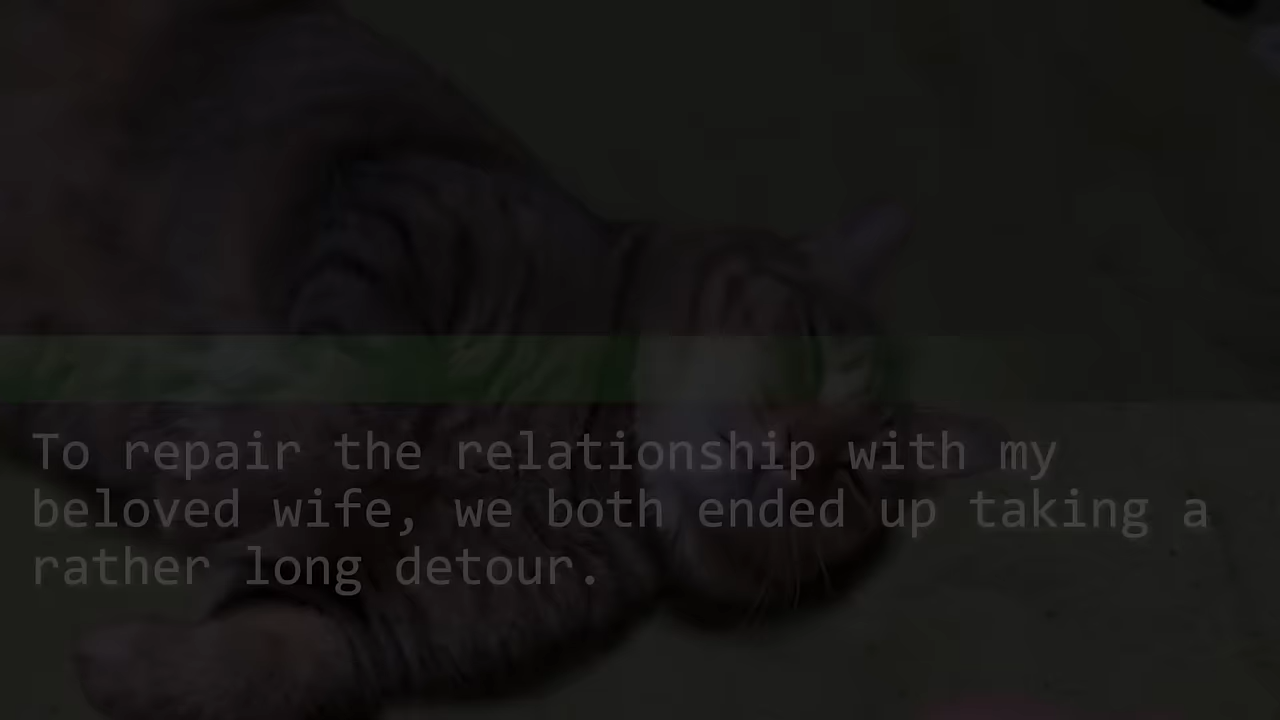 To repair the relationship with my
beloved wife, we both ended up taking a
rather long detour.